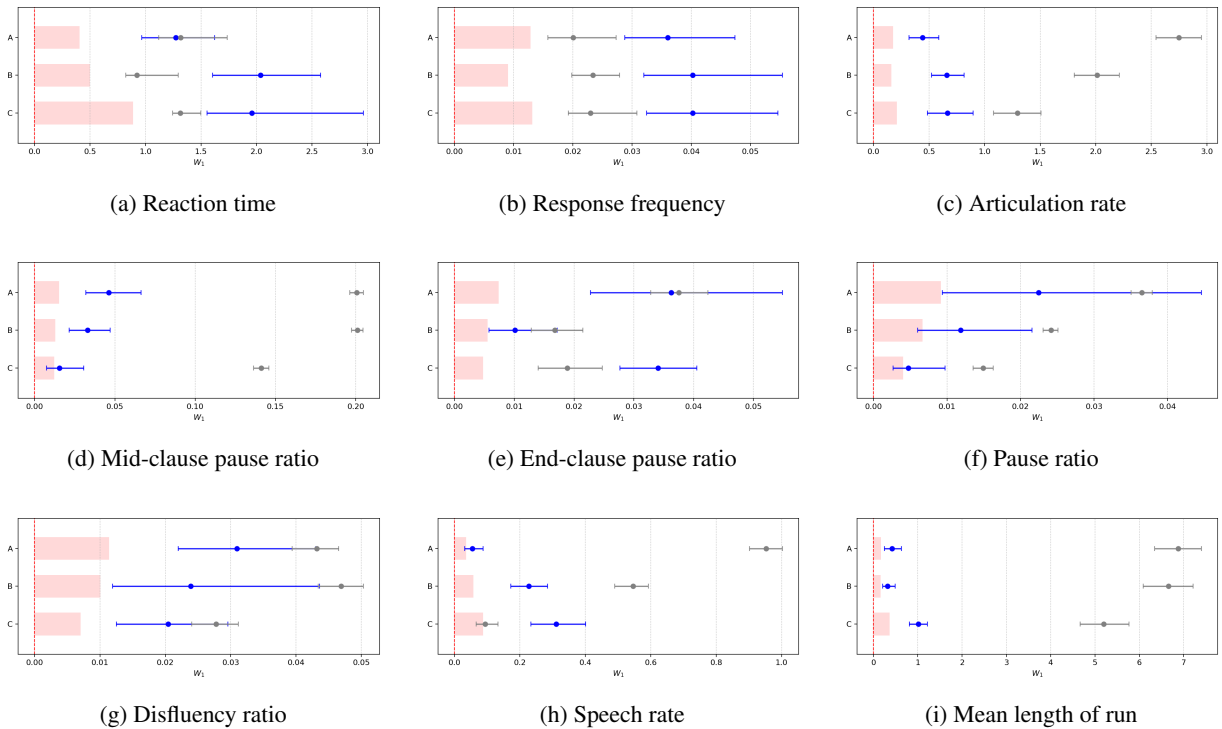 A
B
C
0.0 0.5 1.0 1.5 2.0 2.5 3.0
W₁
(a) Reaction time
A
B
C
0.00 0.01 0.02 0.03 0.04 0.05
W₁
(b) Response frequency
A
B
C
0.0 0.5 1.0 1.5 2.0 2.5 3.0
W₁
(c) Articulation rate
A
B
C
0.00 0.05 0.10 0.15 0.20
W₁
(d) Mid-clause pause ratio
A
B
C
0.00 0.01 0.02 0.03 0.04 0.05
W₁
(e) End-clause pause ratio
A
B
C
0.00 0.01 0.02 0.03 0.04
W₁
(f) Pause ratio
A
B
C
0.00 0.01 0.02 0.03 0.04 0.05
W₁
(g) Disfluency ratio
A
B
C
0.0 0.2 0.4 0.6 0.8 1.0
W₁
(h) Speech rate
A
B
C
0 1 2 3 4 5 6 7
W₁
(i) Mean length of run